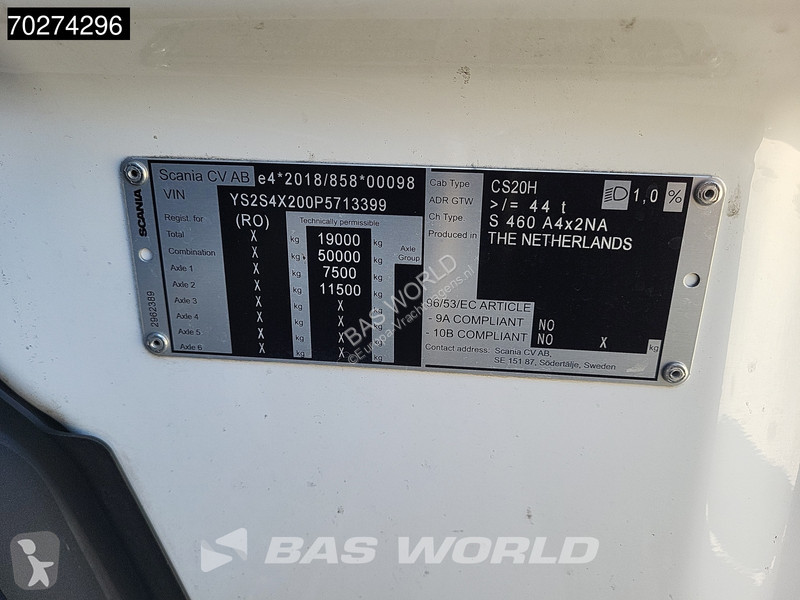 70274296
SCANIA
2962389
Scania CV AB e4*2018/858*00098
VIN YS2S4X200P5713399
Regist. for (RO) Technically permissible
Total X kg 19000 kg Axle Group
Combination X kg 50000 kg
Axle 1 X kg 7500 kg
Axle 2 X kg 11500 kg
Axle 3 X kg X kg
Axle 4 X kg X kg
Axle 5 X kg X kg
Axle 6 X kg X kg
Cab Type CS20H 1,0 %
ADR GTW >/= 44 t
Ch Type S 460 A4x2NA
Produced in THE NETHERLANDS
96/53/EC ARTICLE
- 9A COMPLIANT NO
- 10B COMPLIANT NO X kg
Contact address: Scania CV AB,
SE 151 87, Södertälje, Sweden
BAS WORLD
BAS WORLD